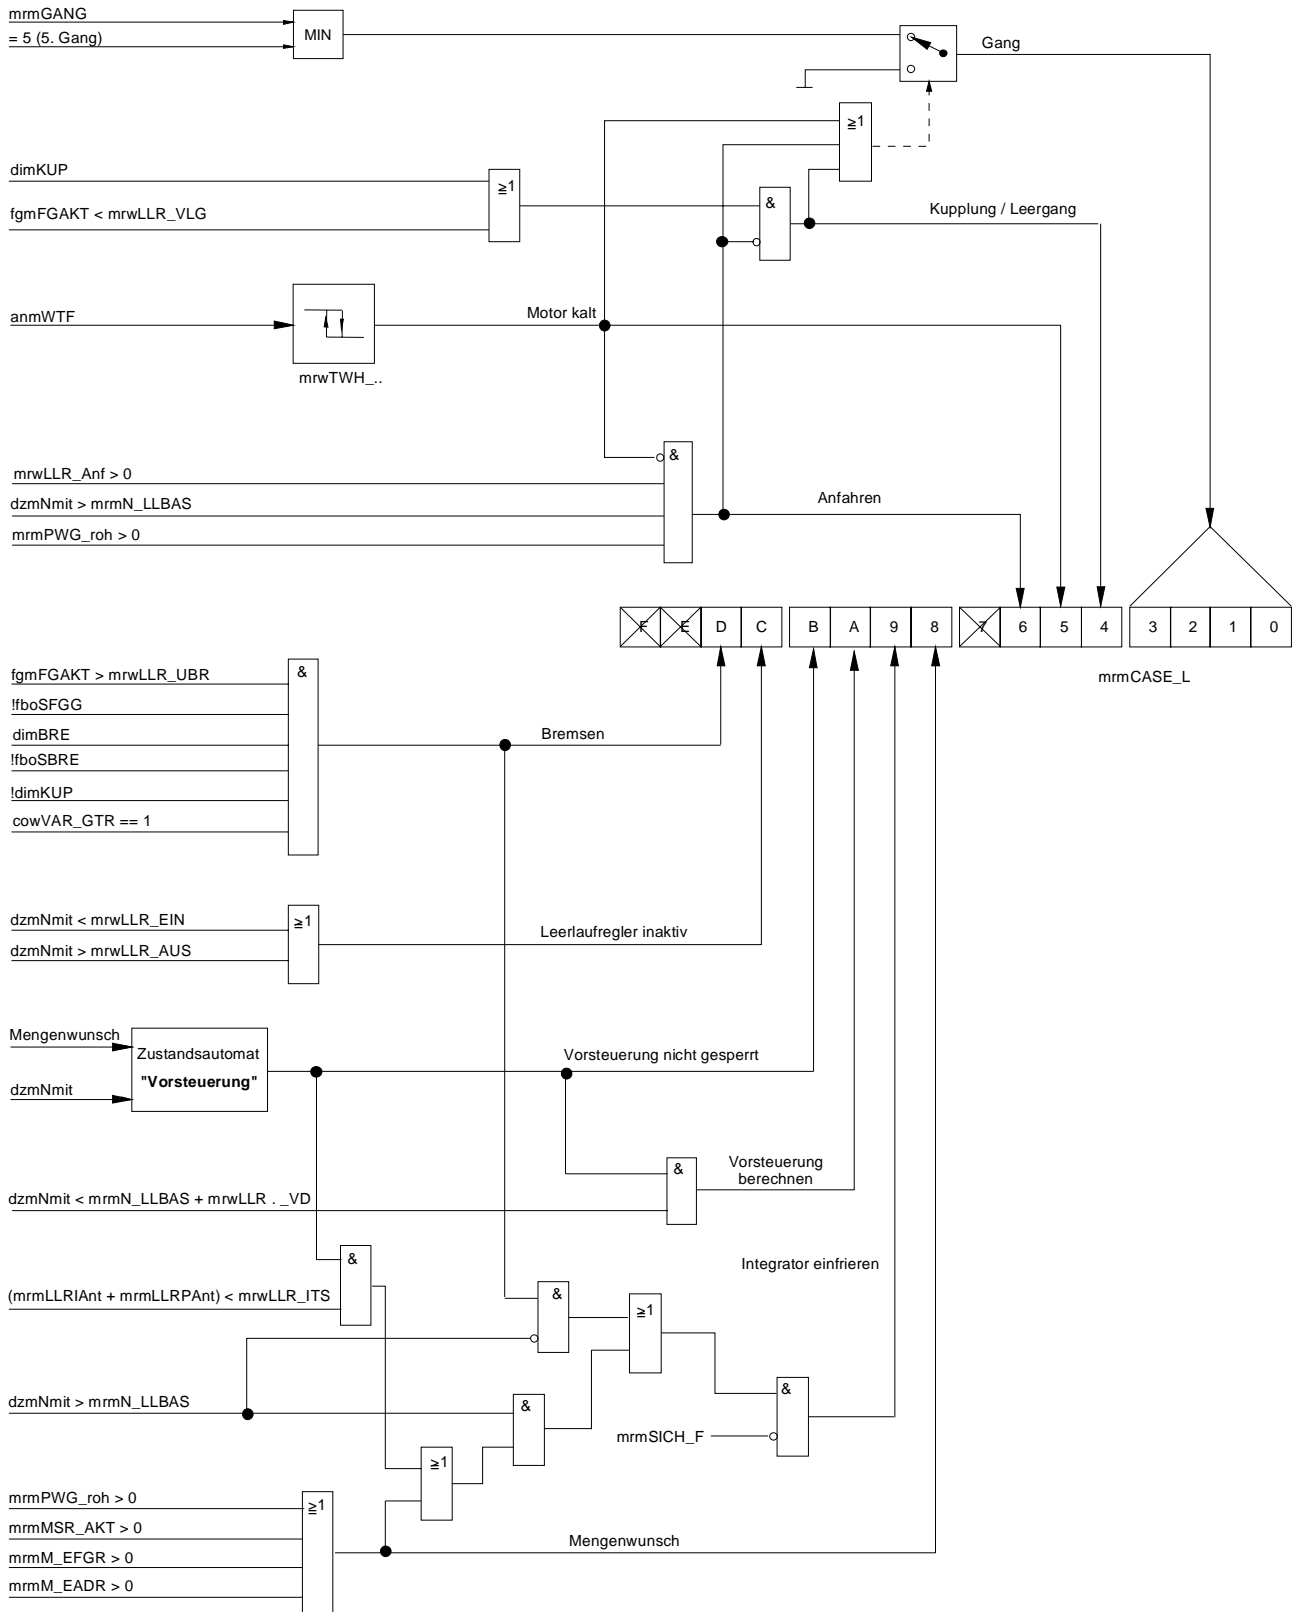 mrmGANG
= 5 (5. Gang)
MIN
Gang
≥1
dimKUP
≥1
fgmFGAKT < mrwLLR_VLG
&
Kupplung / Leergang
anmWTF
Motor kalt
mrwTWH_..
&
mrwLLR_Anf > 0
dzmNmit > mrmN_LLBAS
mrmPWG_roh > 0
Anfahren
F E D C B A 9 8 7 6 5 4 3 2 1 0
mrmCASE_L
fgmFGAKT > mrwLLR_UBR
&
!fboSFGG
dimBRE
!fboSBRE
!dimKUP
cowVAR_GTR == 1
Bremsen
dzmNmit < mrwLLR_EIN
≥1
dzmNmit > mrwLLR_AUS
Leerlaufregler inaktiv
Mengenwunsch
dzmNmit
Zustandsautomat
"Vorsteuerung"
Vorsteuerung nicht gesperrt
&
Vorsteuerung
berechnen
dzmNmit < mrmN_LLBAS + mrwLLR . _VD
&
Integrator einfrieren
(mrmLLRIAnt + mrmLLRPAnt) < mrwLLR_ITS
&
≥1
dzmNmit > mrmN_LLBAS
&
&
mrmSICH_F
≥1
mrmPWG_roh > 0
≥1
mrmMSR_AKT > 0
mrmM_EFGR > 0
mrmM_EADR > 0
Mengenwunsch